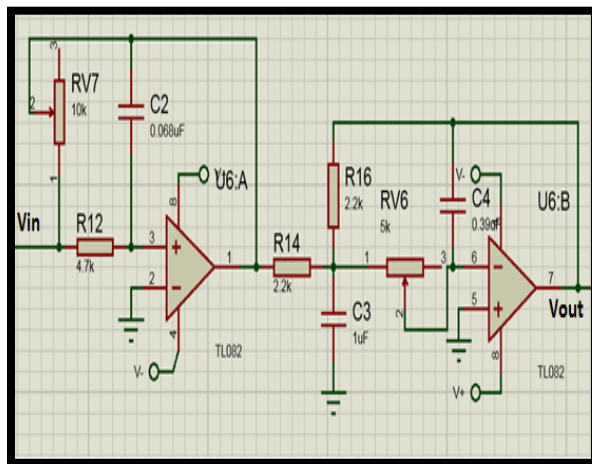 3
RV7
2
10k
1
C2
0.068uF
8
U6:A
Vin
R12
4.7k
3
2
1
4
V-
TL082
R14
2.2k
R16
2.2k
RV6
5k
1
3
2
C3
1uF
V-
C4
U6:B
6
5
7
Vout
8
TL082
V+